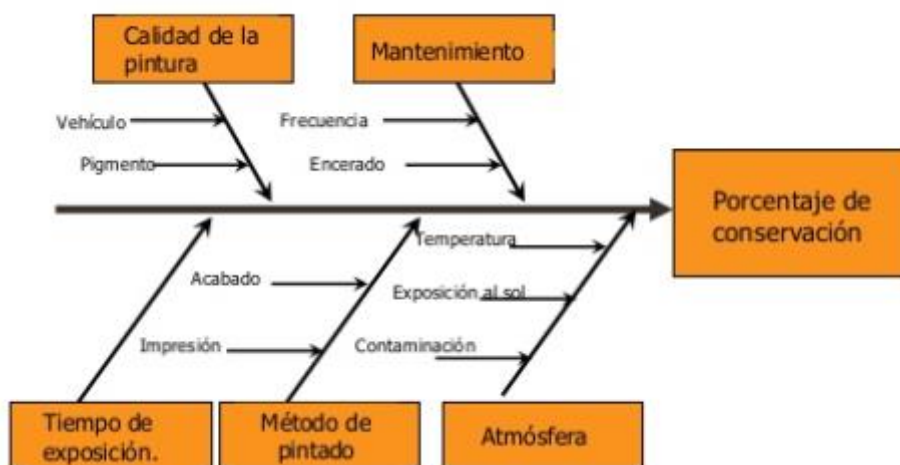 Calidad de la
pintura
Mantenimiento
Vehículo
Frecuencia
Pigmento
Encerado
Porcentaje de
conservación
Temperatura
Acabado
Exposición al sol
Impresión
Contaminación
Tiempo de
exposición.
Método de
pintado
Atmósfera